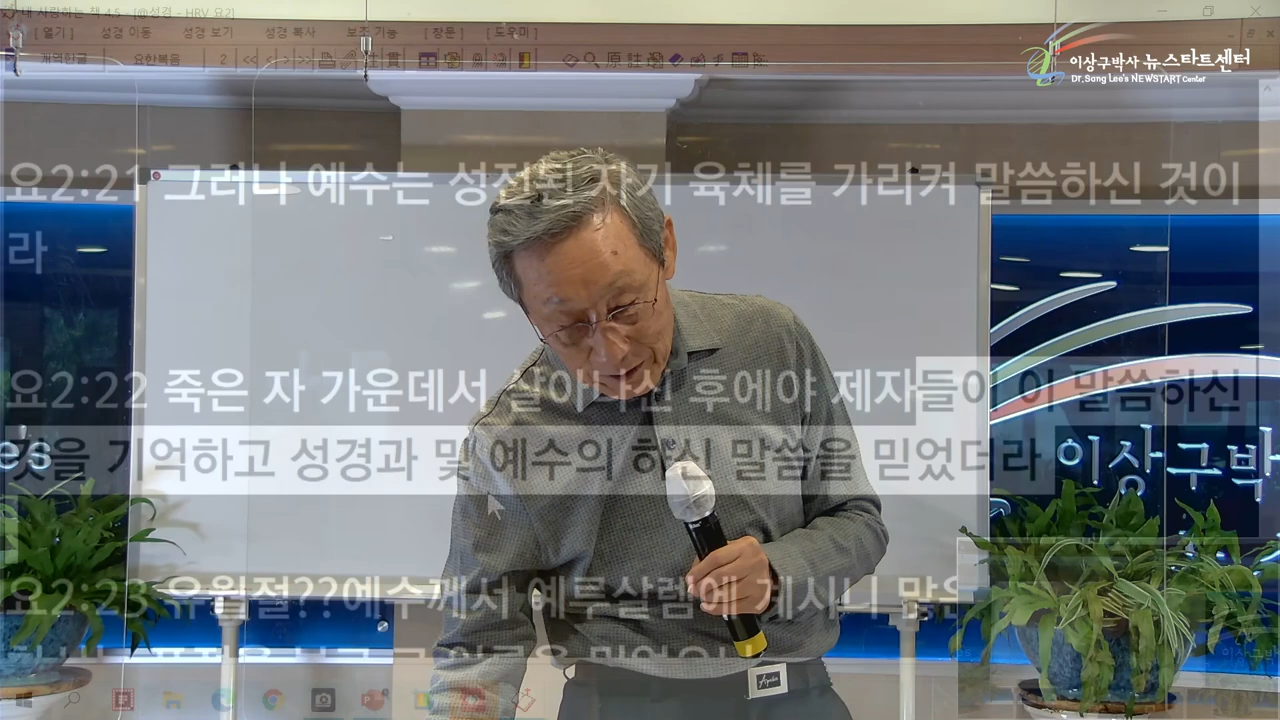 내 사랑하는 책 4.5 - [@성경 - HRV 요2]
[열기] 성경 이동 성경 보기 성경 복사 보조 기능 [창문] [도우미]
개역한글 요한복음 2
이상구박사 뉴스타트센터
Dr. Sang Lee's NEWSTART Center
요2:21 그러나 예수는 성전된 자기 육체를 가리켜 말씀하신 것이
라
요2:22 죽은 자 가운데서 살아나신 후에야 제자들이 이 말씀하신
것을 기억하고 성경과 및 예수의 하신 말씀을 믿었더라
es
이상구박
요2:23 유월절??예수께서 예루살렘에 계시니 많은